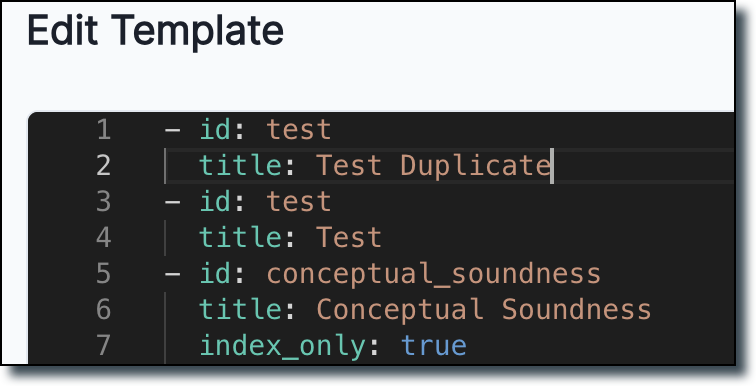 Edit Template
1 - id: test
2 title: Test Duplicate
3 - id: test
4 title: Test
5 - id: conceptual_soundness
6 title: Conceptual Soundness
7 index_only: true